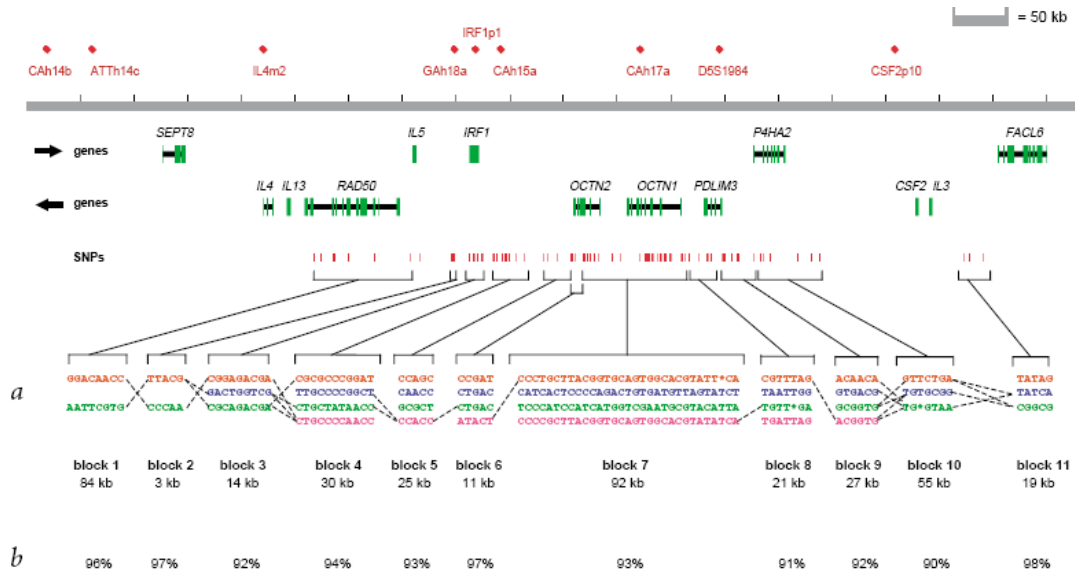 = 50 kb
IRF1p1
CAh14b ATTh14c IL4m2 GAh18a CAh15a CAh17a D5S1984 CSF2p10
SEPT8 IL5 IRF1 P4HA2 FACL6
genes
IL4 IL13 RAD50 OCTN2 OCTN1 PDLIM3 CSF2 IL3
genes
SNPs
GGACAACC TTACG CGGAGACGA CGCGCCCGGAT CCAGC CCGAT CCCTGCTTACGGTGCAGTGGCACGTATT*CA CGTTTAG ACAACA GTTCTGA TATAG
a GACTGGTCG TTGCCCCGGCT CAACC CTGAC CATCACTCCCCAGACTGTGATGTTAGTATCT TAATTGG GTGACG TGTGCGG TATCA
AATTCGTG CCCAA CGCAGACGA CTGCTATAACC GCGCT CTGAC TCCCATCCATCATGGTCGAATGCGTACATTA TGTT*GA GCGGTG TG*GTAA CGGCG
CTGCCCCAACC CCACC ATACT CCCCGCTTACGGTGCAGTGGCACGTATATCA TGATTAG ACGGTG
block 1 block 2 block 3 block 4 block 5 block 6 block 7 block 8 block 9 block 10 block 11
84 kb 3 kb 14 kb 30 kb 25 kb 11 kb 92 kb 21 kb 27 kb 55 kb 19 kb
b 96% 97% 92% 94% 93% 97% 93% 91% 92% 90% 98%